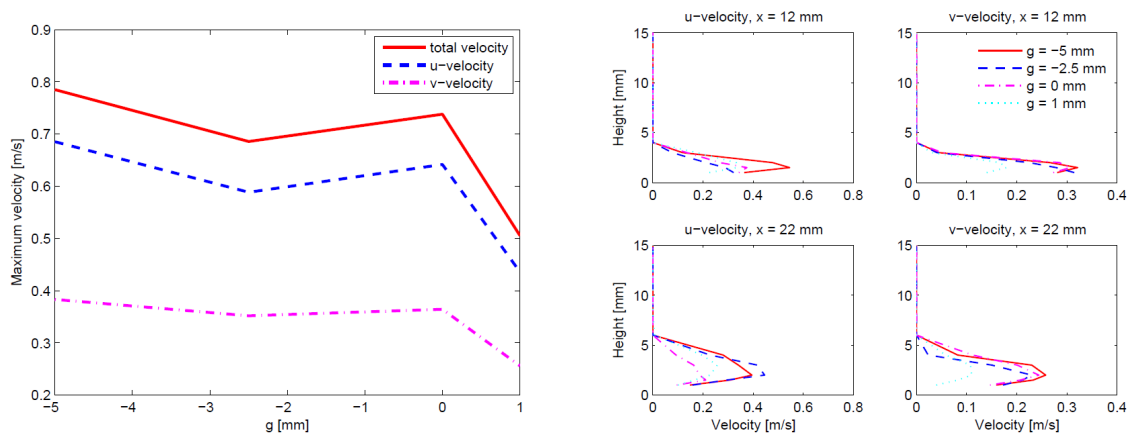 0.9
0.8
0.7
0.6
0.5
0.4
0.3
0.2
Maximum velocity [m/s]
total velocity
u−velocity
v−velocity
−5 −4 −3 −2 −1 0 1
g [mm]
u−velocity, x = 12 mm
15
10
5
0
Height [mm]
0 0.2 0.4 0.6 0.8
v−velocity, x = 12 mm
15
10
5
0
g = −5 mm
g = −2.5 mm
g = 0 mm
g = 1 mm
0 0.1 0.2 0.3 0.4
u−velocity, x = 22 mm
15
10
5
0
Height [mm]
0 0.2 0.4 0.6 0.8
Velocity [m/s]
v−velocity, x = 22 mm
15
10
5
0
Height [mm]
0 0.1 0.2 0.3 0.4
Velocity [m/s]